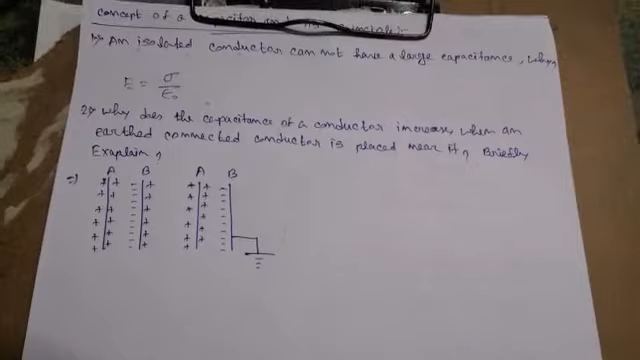 concept of a
1) An isolated conductor can not have a large capacitance, Why,
E = σ/ε₀
2) Why does the capacitance of a conductor increase, when an
earthed connected conductor is placed near it, Briefly
Exaplain,
=) A B A B